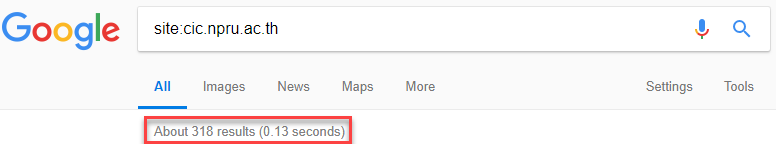 Google site:cic.npru.ac.th
All Images News Maps More Settings Tools
About 318 results (0.13 seconds)